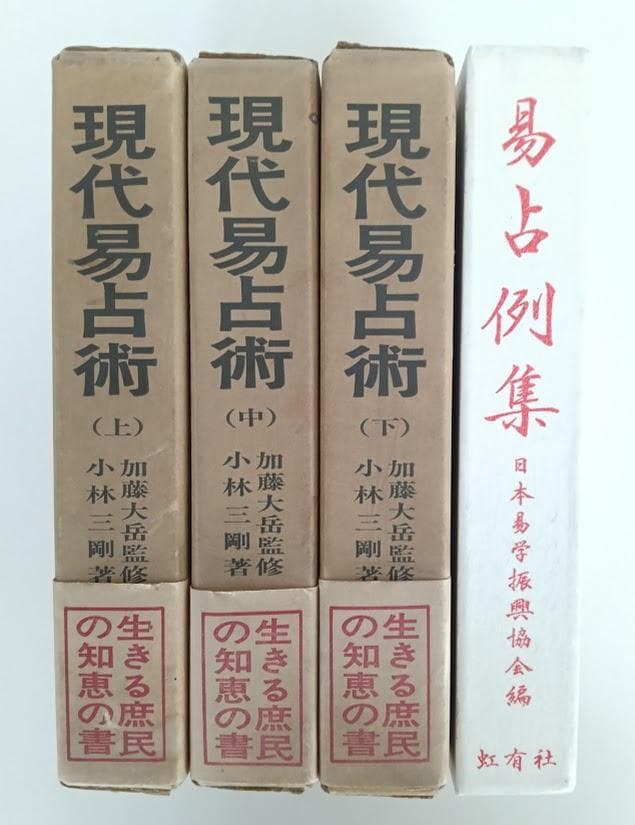 現代易占術
(上)
加藤大岳監修
小林三剛著
生きる庶民
の知恵の書
現代易占術
(中)
加藤大岳監修
小林三剛著
生きる庶民
の知恵の書
現代易占術
(下)
加藤大岳監修
小林三剛著
生きる庶民
の知恵の書
易占例集
日本易学振興協会編
虹有社